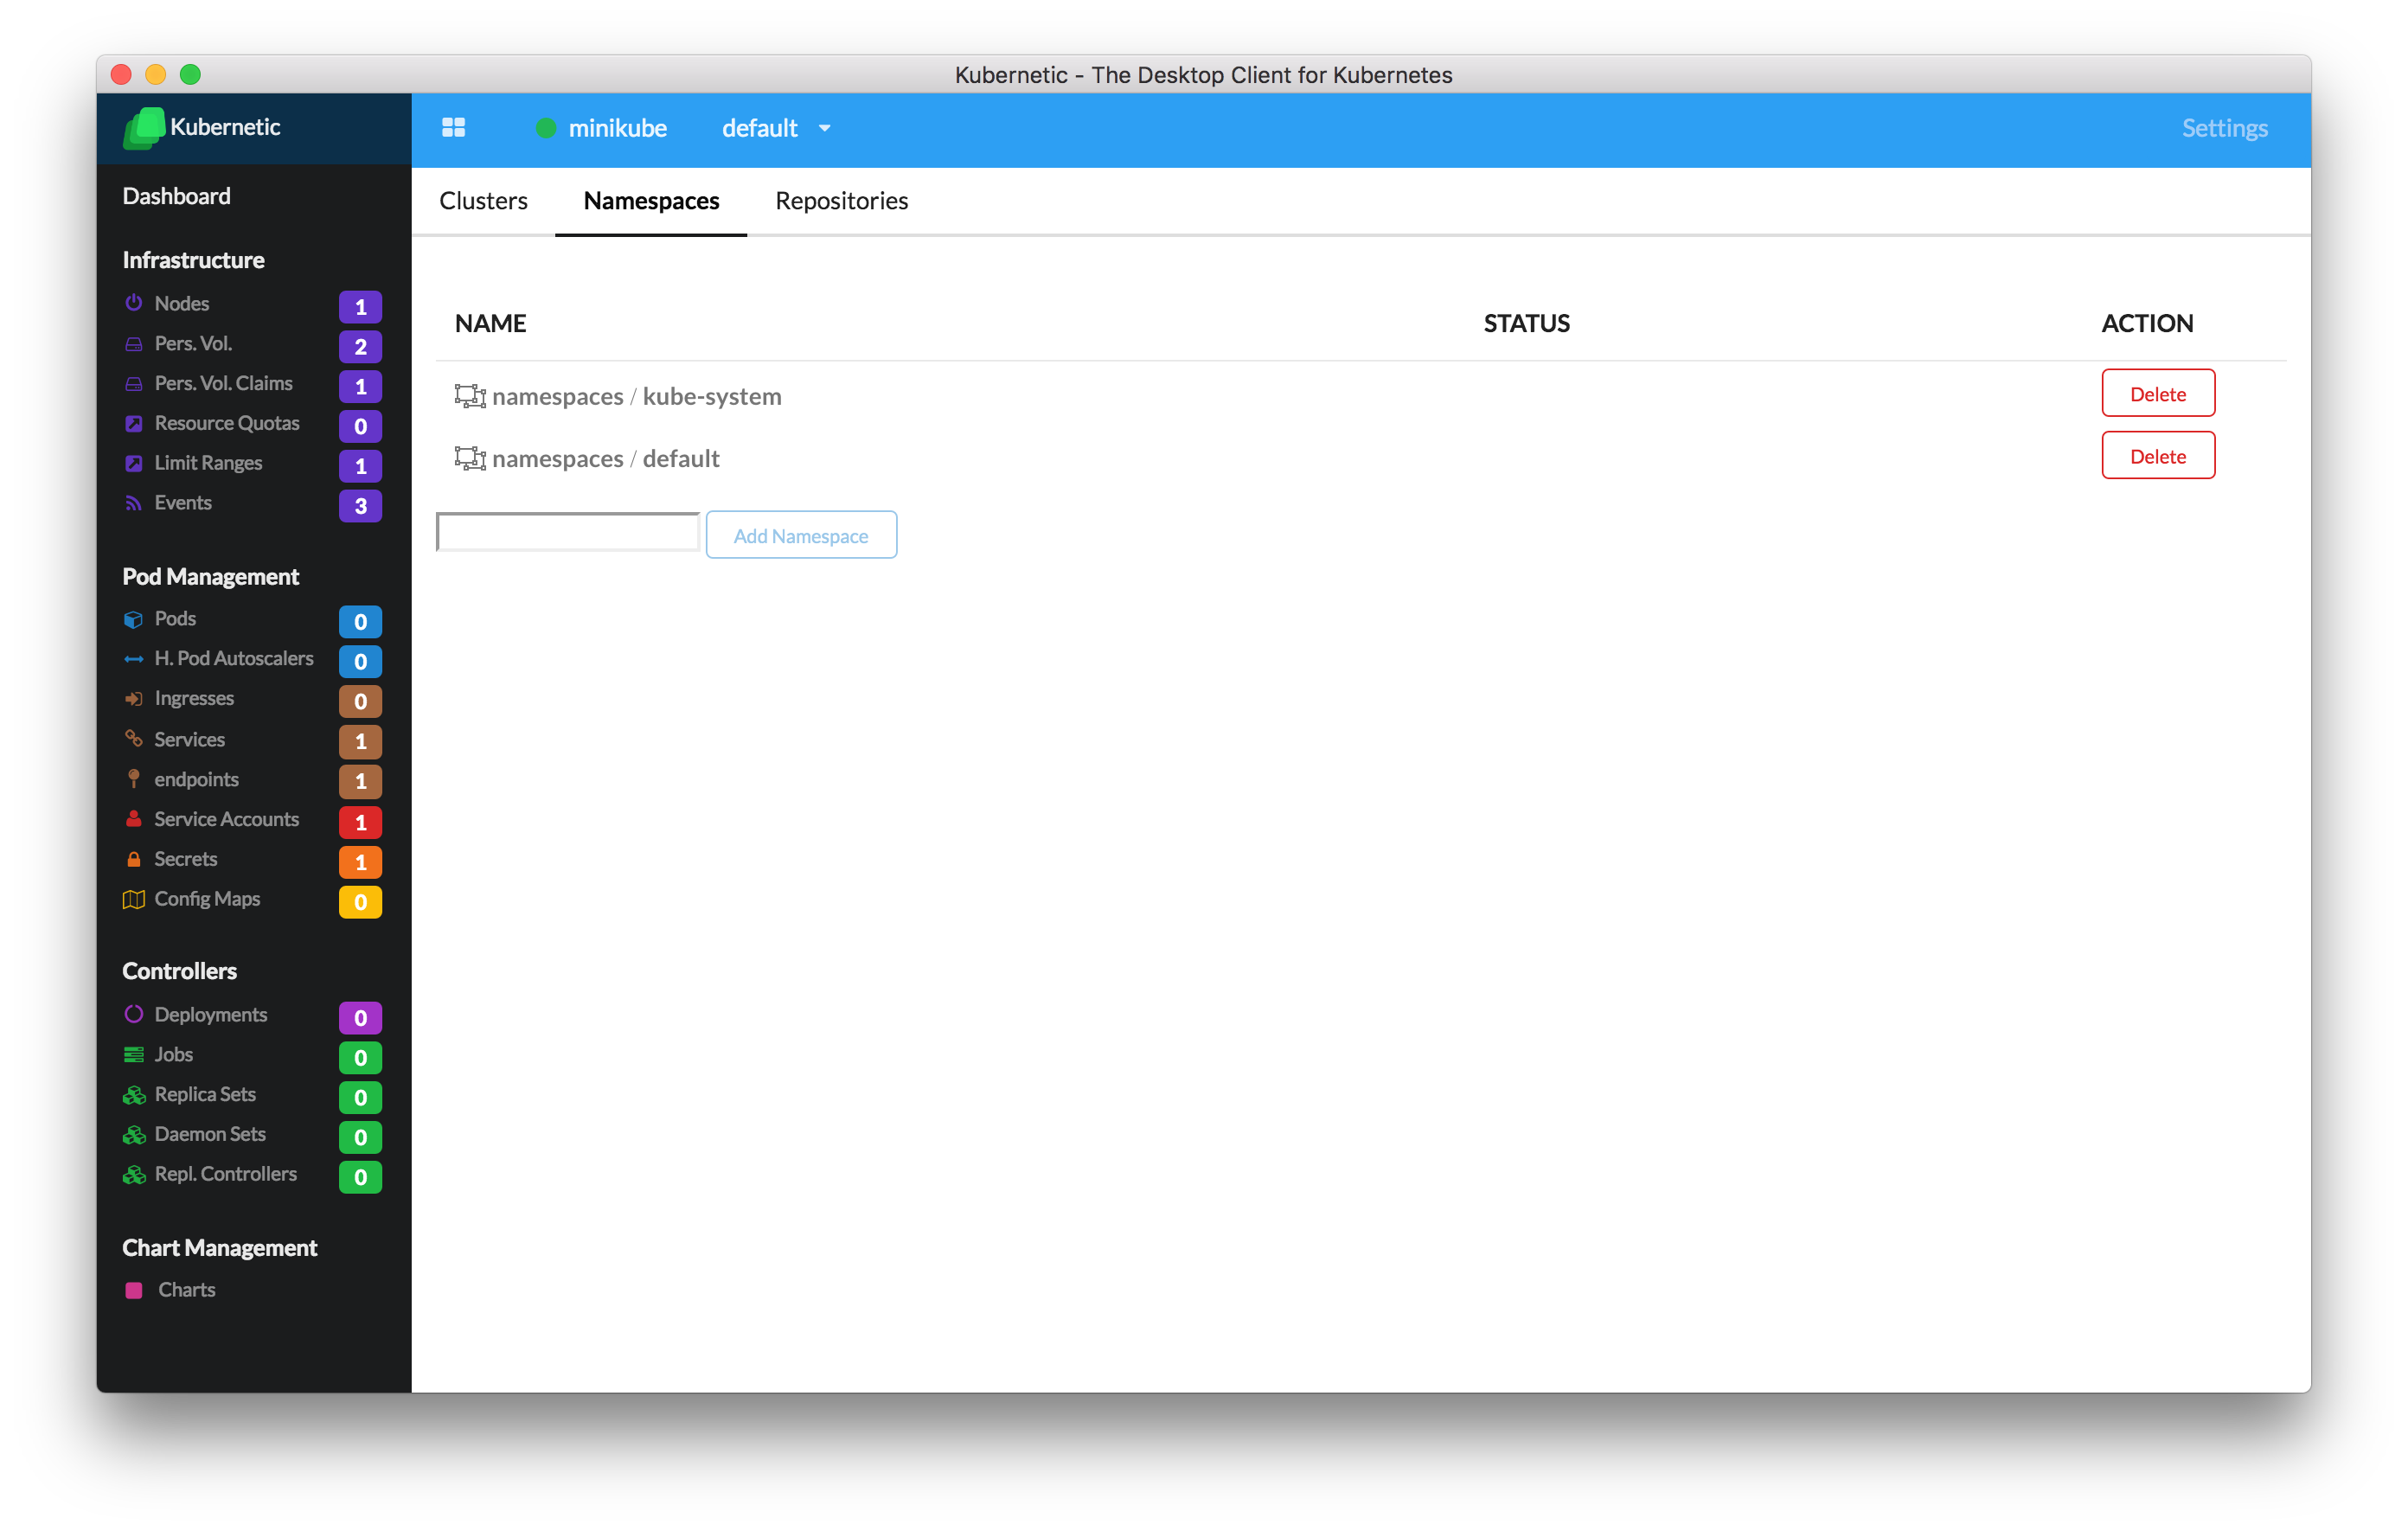 Kubernetic - The Desktop Client for Kubernetes
Kubernetic
minikube
default
Settings
Dashboard
Infrastructure
Nodes 1
Pers. Vol. 2
Pers. Vol. Claims 1
Resource Quotas 0
Limit Ranges 1
Events 3
Pod Management
Pods 0
H. Pod Autoscalers 0
Ingresses 0
Services 1
endpoints 1
Service Accounts 1
Secrets 1
Config Maps 0
Controllers
Deployments 0
Jobs 0
Replica Sets 0
Daemon Sets 0
Repl. Controllers 0
Chart Management
Charts
Clusters Namespaces Repositories
NAME STATUS ACTION
namespaces / kube-system Delete
namespaces / default Delete
Add Namespace